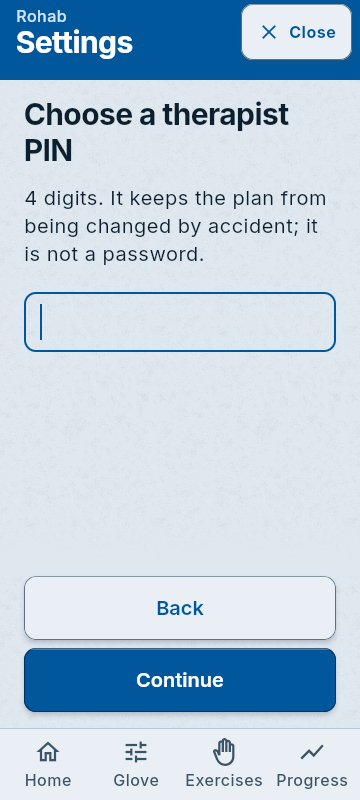 Rohab
Settings
Close
Choose a therapist
PIN
4 digits. It keeps the plan from
being changed by accident; it
is not a password.
Back
Continue
Home
Glove
Exercises
Progress